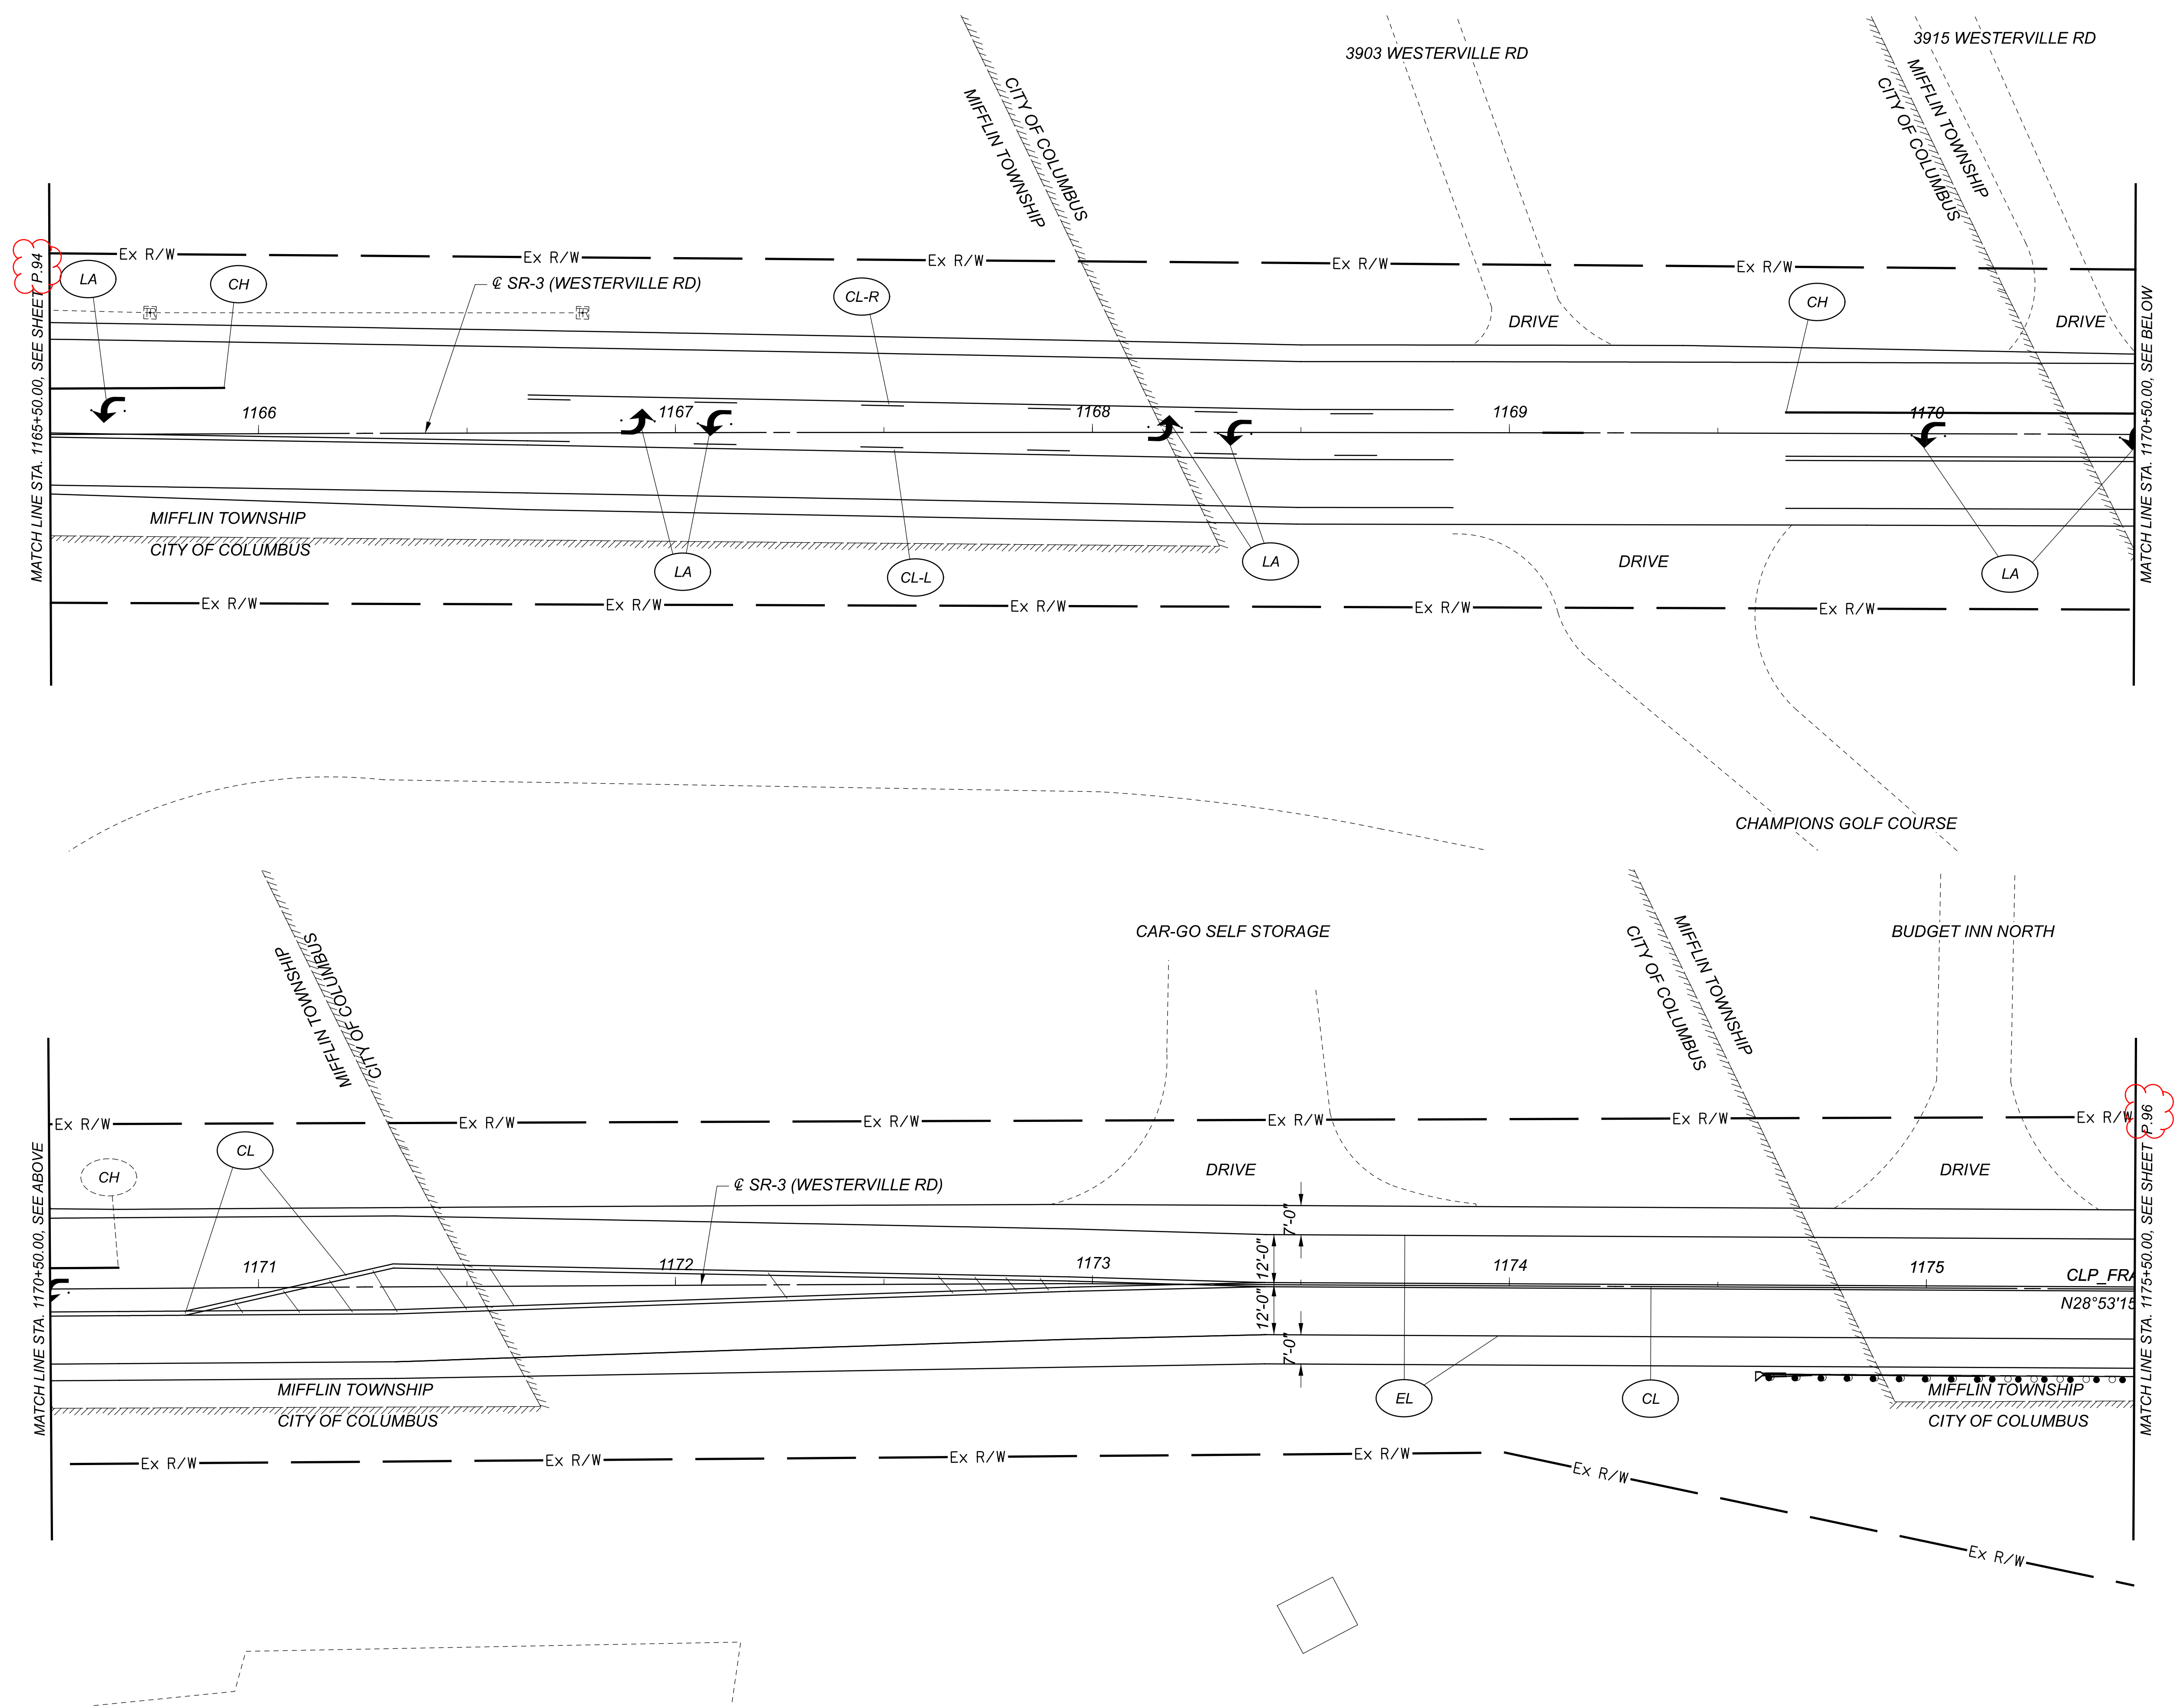 3903 WESTERVILLE RD
3915 WESTERVILLE RD
CITY OF COLUMBUS
MIFFLIN TOWNSHIP
MIFFLIN TOWNSHIP
CITY OF COLUMBUS
MATCH LINE STA. 1165+50.00, SEE SHEET P.94
Ex R/W
Ex R/W
Ex R/W
Ex R/W
Ex R/W
LA
CH
℄ SR-3 (WESTERVILLE RD)
CL-R
CH
DRIVE
DRIVE
MATCH LINE STA. 1170+50.00, SEE BELOW
1166
1167
1168
1169
1170
MIFFLIN TOWNSHIP
CITY OF COLUMBUS
LA
CL-L
LA
DRIVE
LA
Ex R/W
Ex R/W
Ex R/W
Ex R/W
Ex R/W
CHAMPIONS GOLF COURSE
CAR-GO SELF STORAGE
BUDGET INN NORTH
CITY OF COLUMBUS
MIFFLIN TOWNSHIP
MIFFLIN TOWNSHIP
CITY OF COLUMBUS
MATCH LINE STA. 1170+50.00, SEE ABOVE
Ex R/W
Ex R/W
Ex R/W
Ex R/W
Ex R/W
Ex R/W
MATCH LINE STA. 1175+50.00, SEE SHEET P.96
CH
CL
℄ SR-3 (WESTERVILLE RD)
DRIVE
DRIVE
7'-0"
12'-0"
12'-0"
7'-0"
1171
1172
1173
1174
1175
CLP_FRA
N28°53'15
EL
CL
MIFFLIN TOWNSHIP
CITY OF COLUMBUS
MIFFLIN TOWNSHIP
CITY OF COLUMBUS
Ex R/W
Ex R/W
Ex R/W
Ex R/W
Ex R/W
Ex R/W